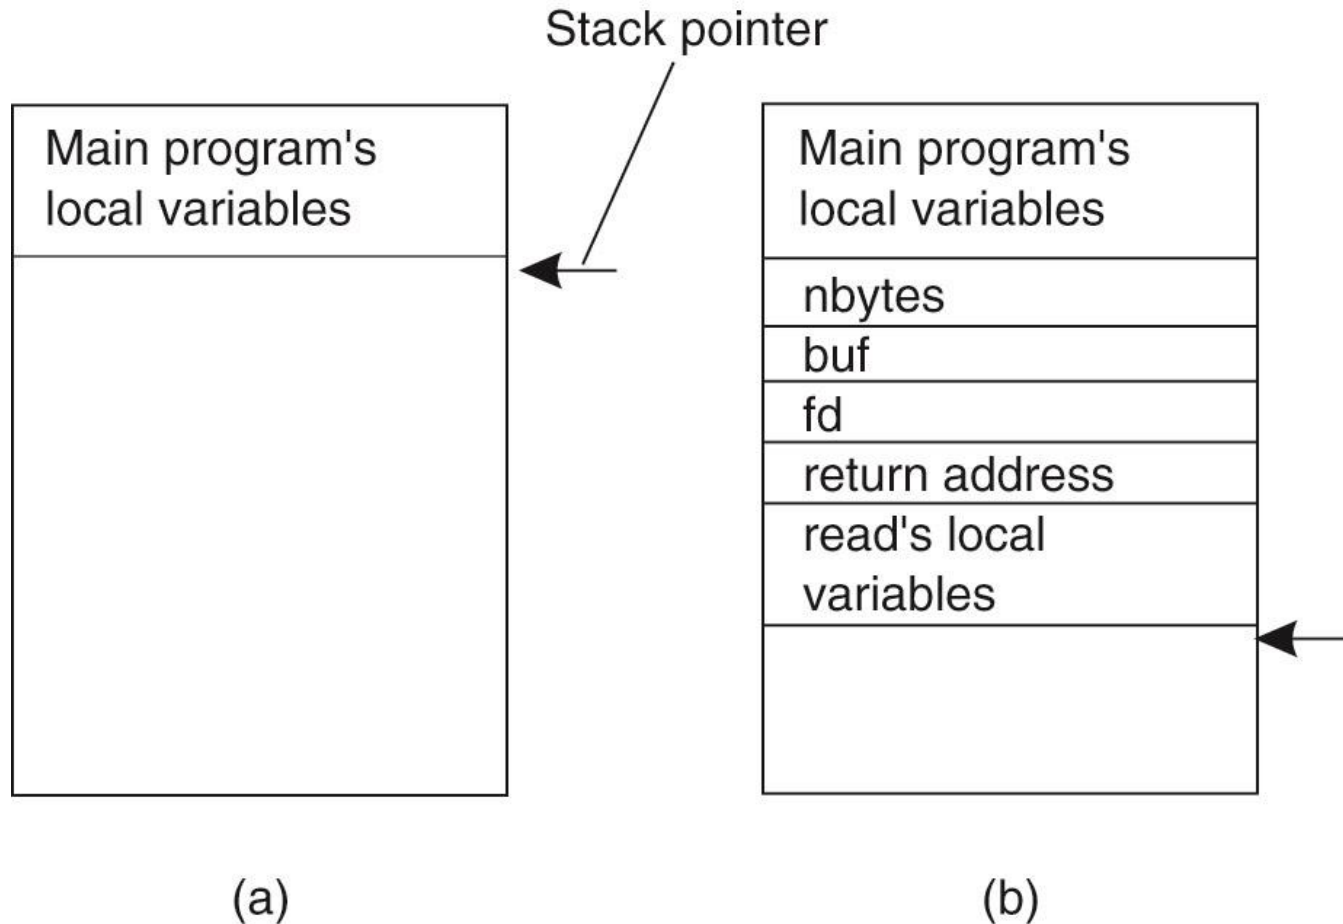 Stack pointer
Main program's
local variables
Main program's
local variables
nbytes
buf
fd
return address
read's local
variables
(a)
(b)